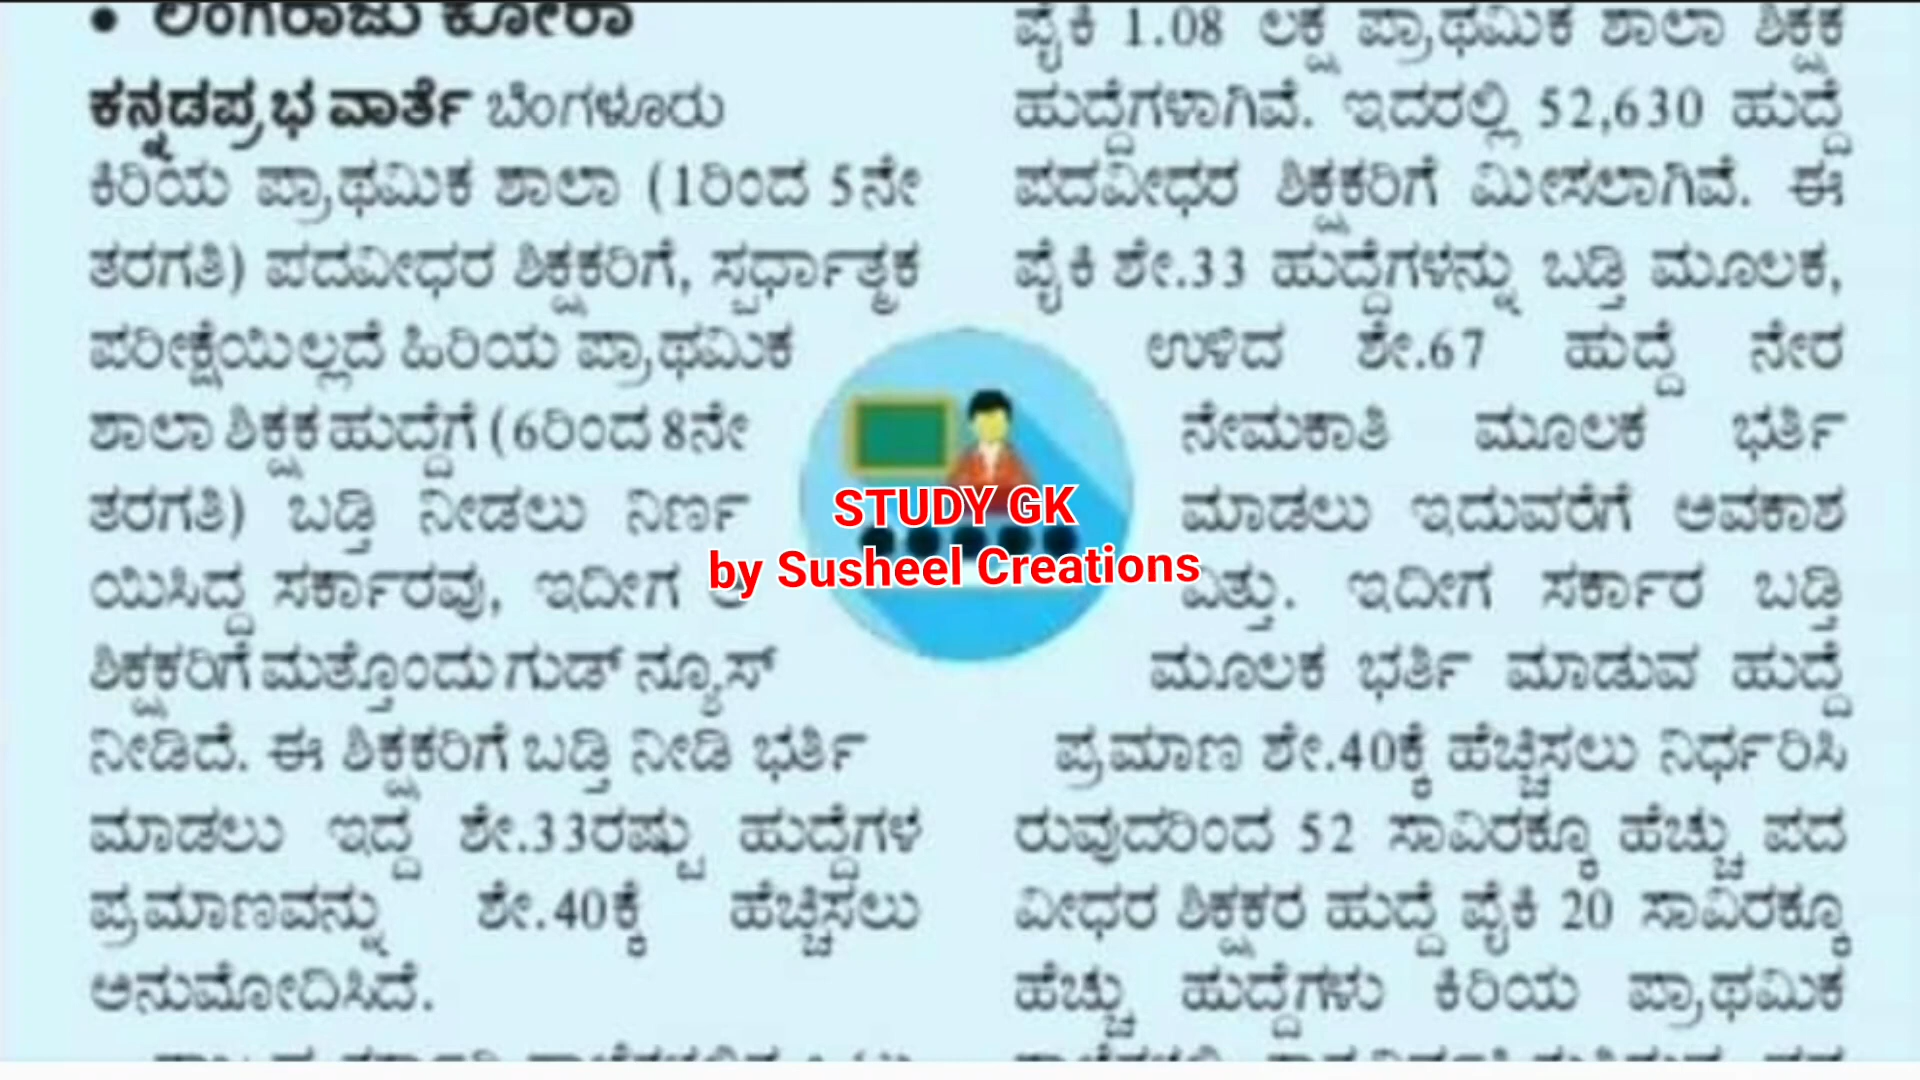 • ಲಿಂಗರಾಜು ಕೋರಾ
ಕನ್ನಡಪ್ರಭ ವಾರ್ತೆ ಬೆಂಗಳೂರು
ಕಿರಿಯ ಪ್ರಾಥಮಿಕ ಶಾಲಾ (1ರಿಂದ 5ನೇ
ತರಗತಿ) ಪದವೀಧರ ಶಿಕ್ಷಕರಿಗೆ, ಸ್ಪರ್ಧಾತ್ಮಕ
ಪರೀಕ್ಷೆಯಿಲ್ಲದೆ ಹಿರಿಯ ಪ್ರಾಥಮಿಕ
ಶಾಲಾ ಶಿಕ್ಷಕ ಹುದ್ದೆಗೆ (6ರಿಂದ 8ನೇ
ತರಗತಿ) ಬಡ್ತಿ ನೀಡಲು ನಿರ್ಣ
ಯಿಸಿದ್ದ ಸರ್ಕಾರವು, ಇದೀಗ
ಶಿಕ್ಷಕರಿಗೆ ಮತ್ತೊಂದು ಗುಡ್ ನ್ಯೂಸ್
ನೀಡಿದೆ. ಈ ಶಿಕ್ಷಕರಿಗೆ ಬಡ್ತಿ ನೀಡಿ ಭರ್ತಿ
ಮಾಡಲು ಇದ್ದ ಶೇ.33ರಷ್ಟು ಹುದ್ದೆಗಳ
ಪ್ರಮಾಣವನ್ನು ಶೇ.40ಕ್ಕೆ ಹೆಚ್ಚಿಸಲು
ಅನುಮೋದಿಸಿದೆ.
ಪೈಕಿ 1.08 ಲಕ್ಷ ಪ್ರಾಥಮಿಕ ಶಾಲಾ ಶಿಕ್ಷಕ
ಹುದ್ದೆಗಳಾಗಿವೆ. ಇದರಲ್ಲಿ 52,630 ಹುದ್ದೆ
ಪದವೀಧರ ಶಿಕ್ಷಕರಿಗೆ ಮೀಸಲಾಗಿವೆ. ಈ
ಪೈಕಿ ಶೇ.33 ಹುದ್ದೆಗಳನ್ನು ಬಡ್ತಿ ಮೂಲಕ,
ಉಳಿದ ಶೇ.67 ಹುದ್ದೆ ನೇರ
ನೇಮಕಾತಿ ಮೂಲಕ ಭರ್ತಿ
ಮಾಡಲು ಇದುವರೆಗೆ ಅವಕಾಶ
ವಿತ್ತು. ಇದೀಗ ಸರ್ಕಾರ ಬಡ್ತಿ
ಮೂಲಕ ಭರ್ತಿ ಮಾಡುವ ಹುದ್ದೆ
ಪ್ರಮಾಣ ಶೇ.40ಕ್ಕೆ ಹೆಚ್ಚಿಸಲು ನಿರ್ಧರಿಸಿ
ರುವುದರಿಂದ 52 ಸಾವಿರಕ್ಕೂ ಹೆಚ್ಚು ಪದ
ವೀಧರ ಶಿಕ್ಷಕರ ಹುದ್ದೆ ಪೈಕಿ 20 ಸಾವಿರಕ್ಕೂ
ಹೆಚ್ಚು ಹುದ್ದೆಗಳು ಕಿರಿಯ ಪ್ರಾಥಮಿಕ
STUDY GK
by Susheel Creations